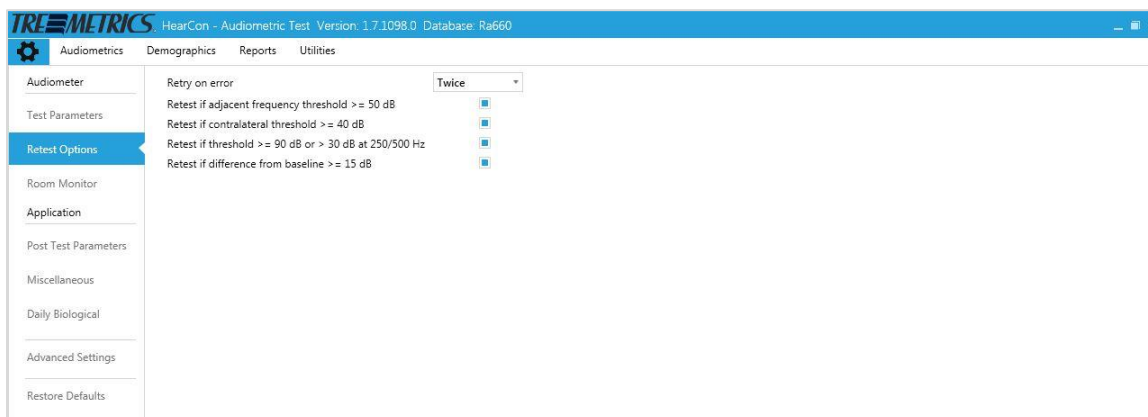 TREMETRICS HearCon - Audiometric Test Version: 1.7.1098.0 Database: Ra660
Audiometrics Demographics Reports Utilities
Audiometer
Test Parameters
Retest Options
Room Monitor
Application
Post Test Parameters
Miscellaneous
Daily Biological
Advanced Settings
Restore Defaults
Retry on error Twice
Retest if adjacent frequency threshold >= 50 dB
Retest if contralateral threshold >= 40 dB
Retest if threshold >= 90 dB or > 30 dB at 250/500 Hz
Retest if difference from baseline >= 15 dB